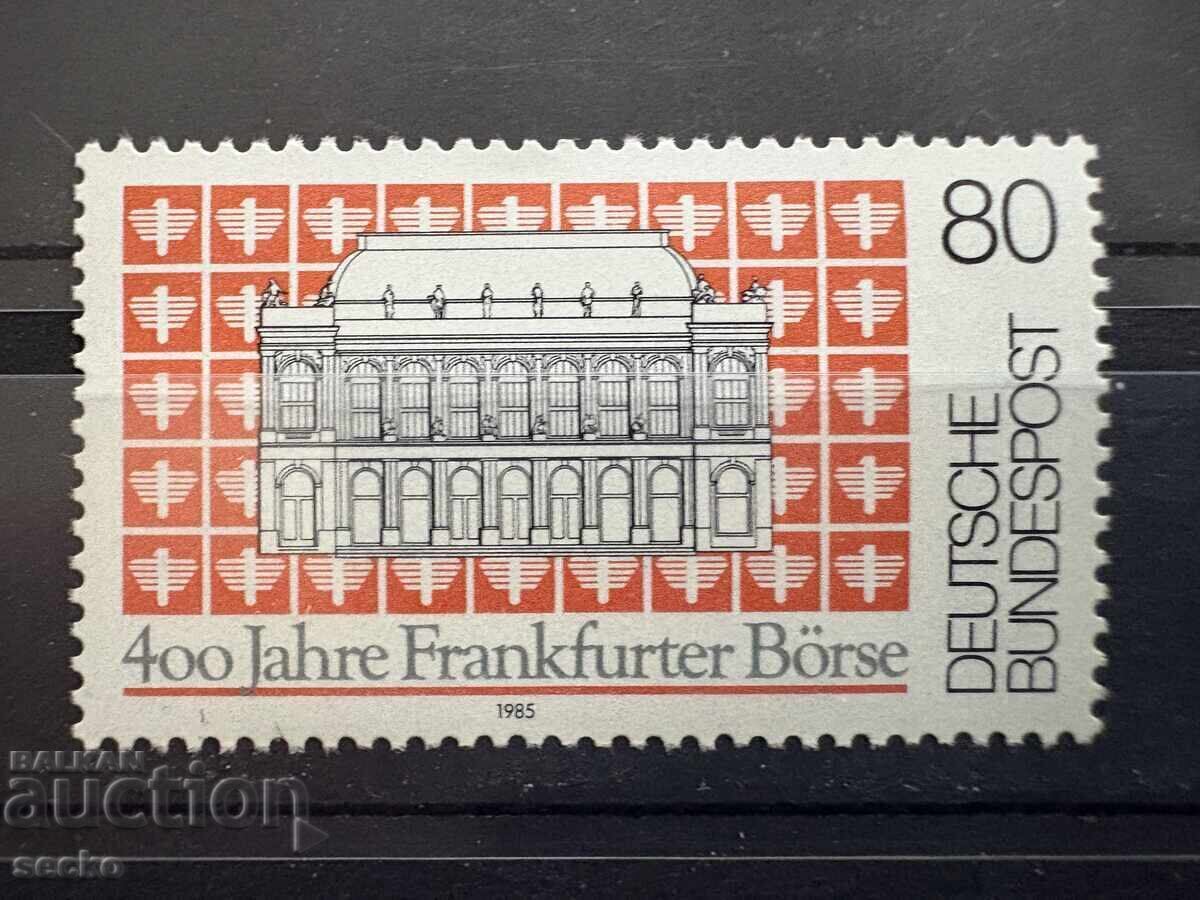 80
DEUTSCHE
BUNDESPOST
400 Jahre Frankfurter Börse
1985
BALKAN
auction
secko